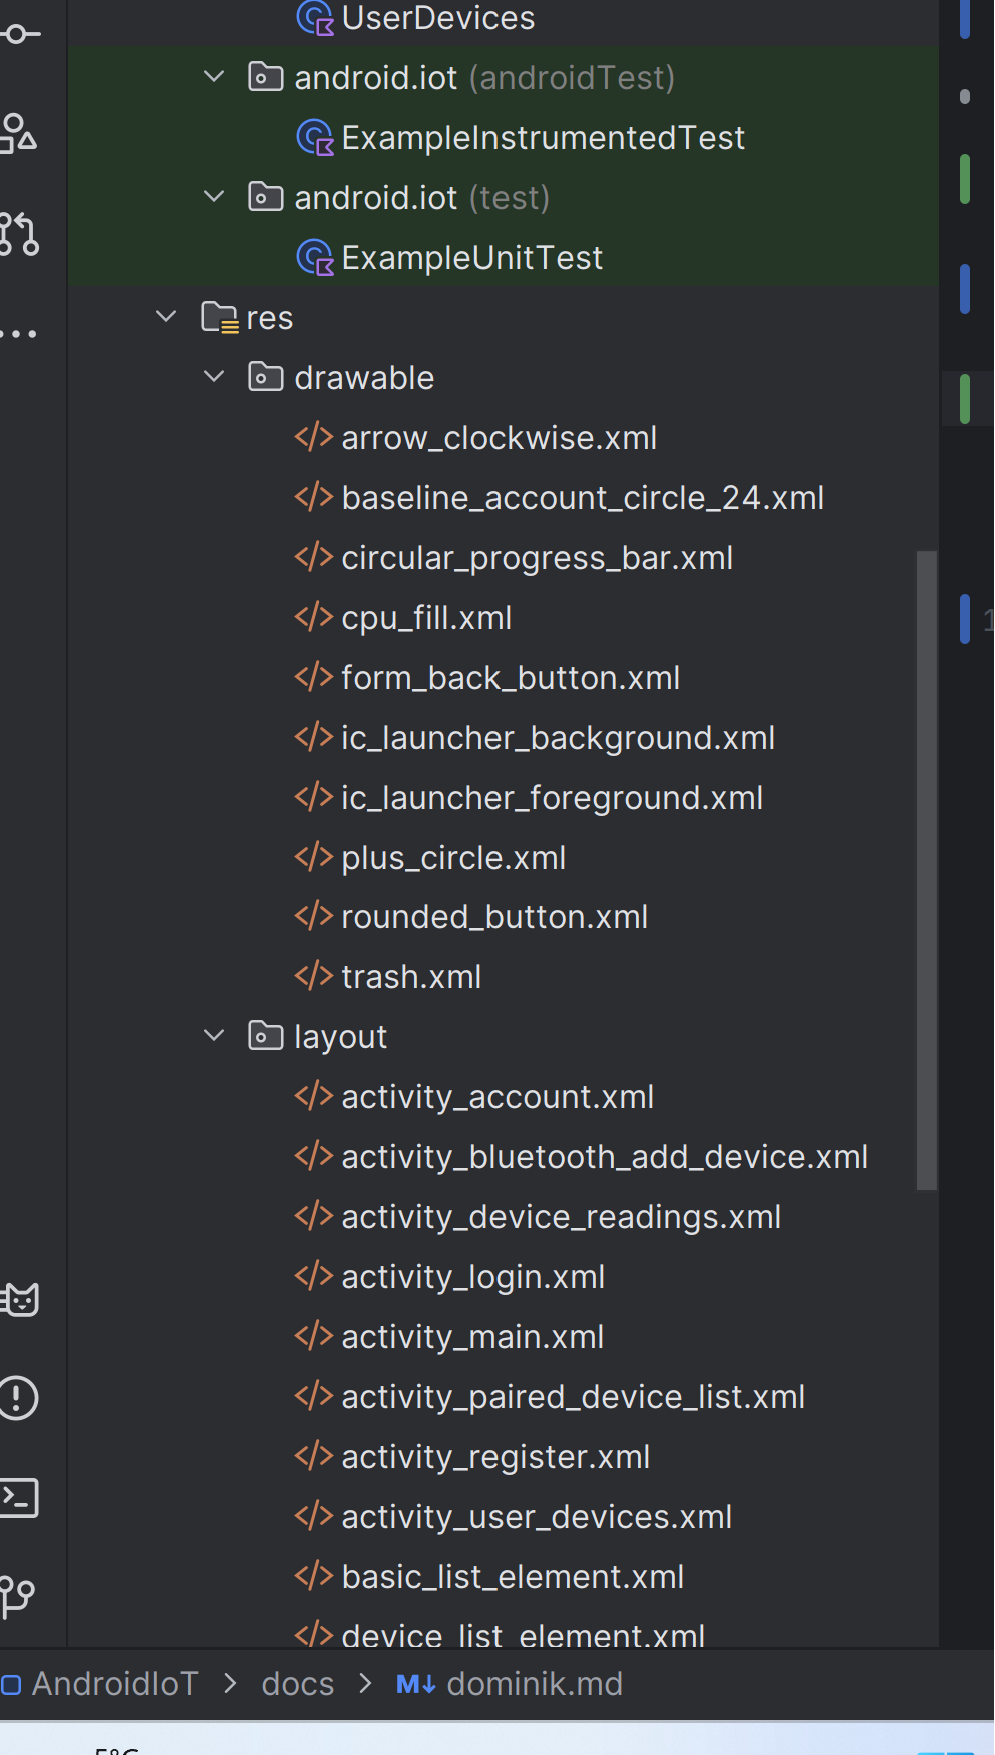 UserDevices
android.iot (androidTest)
ExampleInstrumentedTest
android.iot (test)
ExampleUnitTest
res
drawable
arrow_clockwise.xml
baseline_account_circle_24.xml
circular_progress_bar.xml
cpu_fill.xml
form_back_button.xml
ic_launcher_background.xml
ic_launcher_foreground.xml
plus_circle.xml
rounded_button.xml
trash.xml
layout
activity_account.xml
activity_bluetooth_add_device.xml
activity_device_readings.xml
activity_login.xml
activity_main.xml
activity_paired_device_list.xml
activity_register.xml
activity_user_devices.xml
basic_list_element.xml
device_list_element.xml
AndroidIoT > docs > M↓ dominik.md